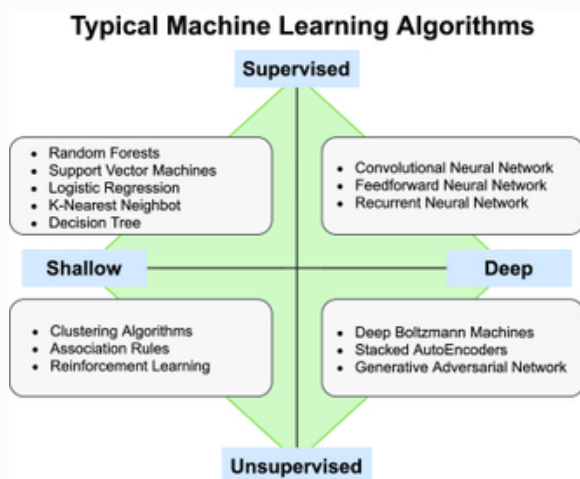 Typical Machine Learning Algorithms
Supervised
• Random Forests
• Support Vector Machines
• Logistic Regression
• K-Nearest Neighbot
• Decision Tree
• Convolutional Neural Network
• Feedforward Neural Network
• Recurrent Neural Network
Shallow
Deep
• Clustering Algorithms
• Association Rules
• Reinforcement Learning
• Deep Boltzmann Machines
• Stacked AutoEncoders
• Generative Adversarial Network
Unsupervised